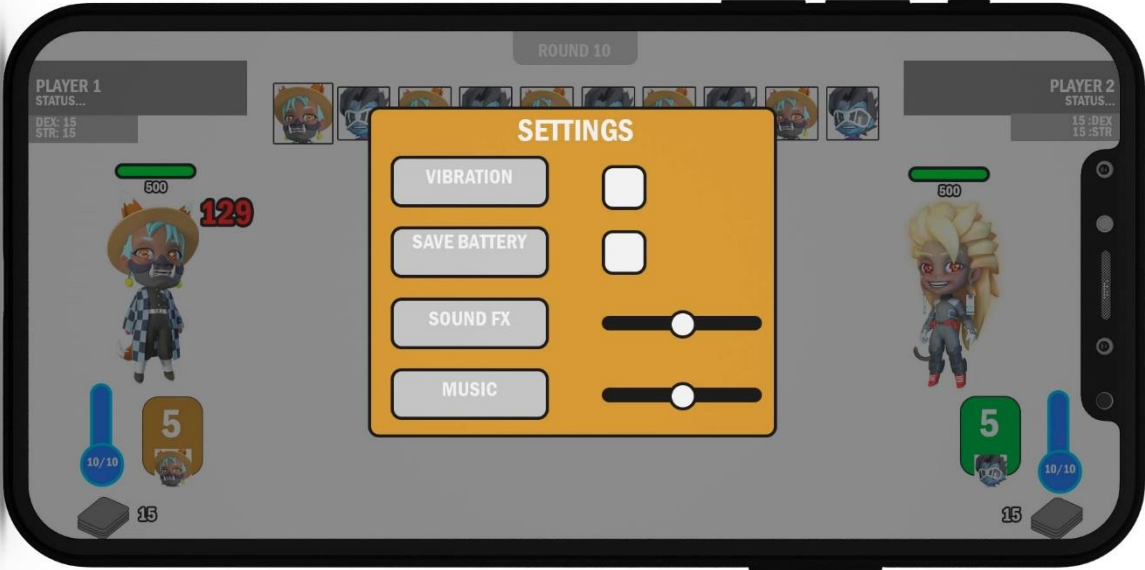 ROUND 10
PLAYER 1
STATUS...
DEX: 15
STR: 15
PLAYER 2
STATUS...
15 :DEX
15 :STR
SETTINGS
VIBRATION
SAVE BATTERY
SOUND FX
MUSIC
500
129
500
5
10/10
15
5
10/10
15